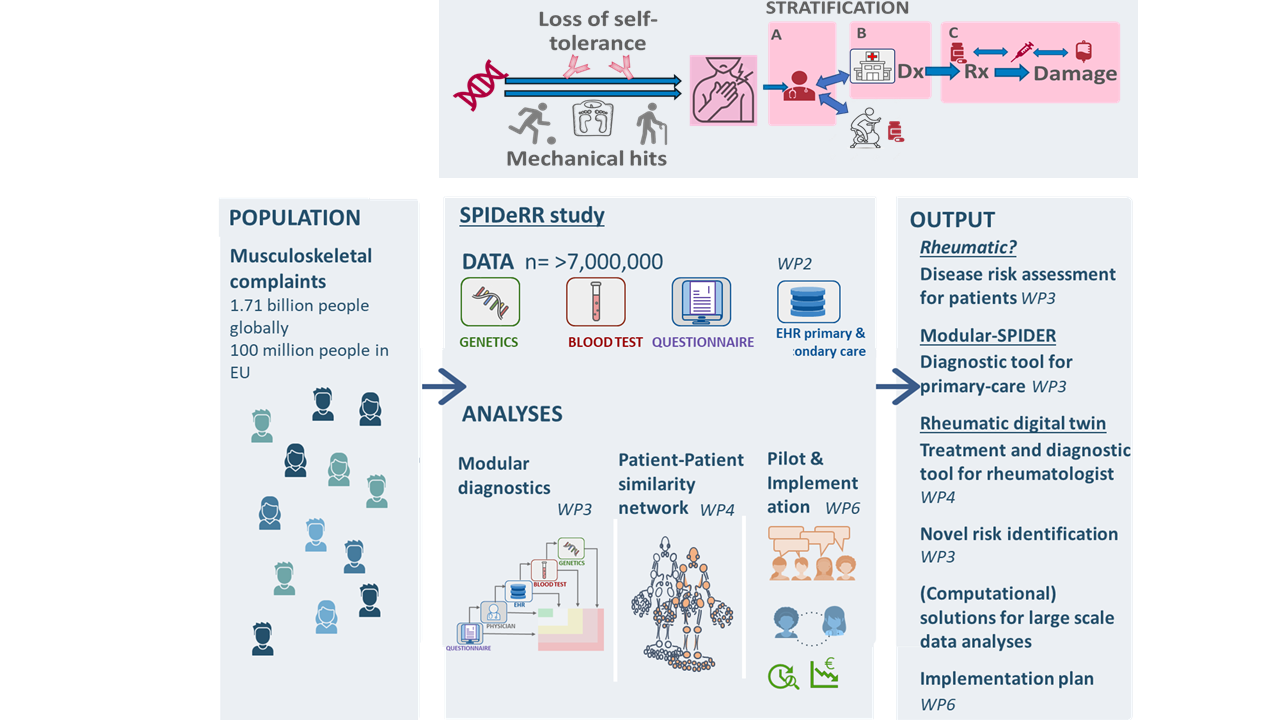 STRATIFICATION
Loss of self-
tolerance
A
B
C
Dx
Rx
Damage
Mechanical hits
POPULATION
Musculoskeletal
complaints
1.71 billion people
globally
100 million people in
EU
SPIDeRR study
DATA n= >7,000,000
WP2
GENETICS
BLOOD TEST
QUESTIONNAIRE
EHR primary &
ondary care
ANALYSES
Modular
diagnostics
WP3
Patient-Patient
similarity
network WP4
Pilot &
Implement
ation WP6
GENETICS
BLOOD TEST
EHR
PHYSICIAN
QUESTIONNAIRE
€
OUTPUT
Rheumatic?
Disease risk assessment
for patients WP3
Modular-SPIDER
Diagnostic tool for
primary-care WP3
Rheumatic digital twin
Treatment and diagnostic
tool for rheumatologist
WP4
Novel risk identification
WP3
(Computational)
solutions for large scale
data analyses
Implementation plan
WP6